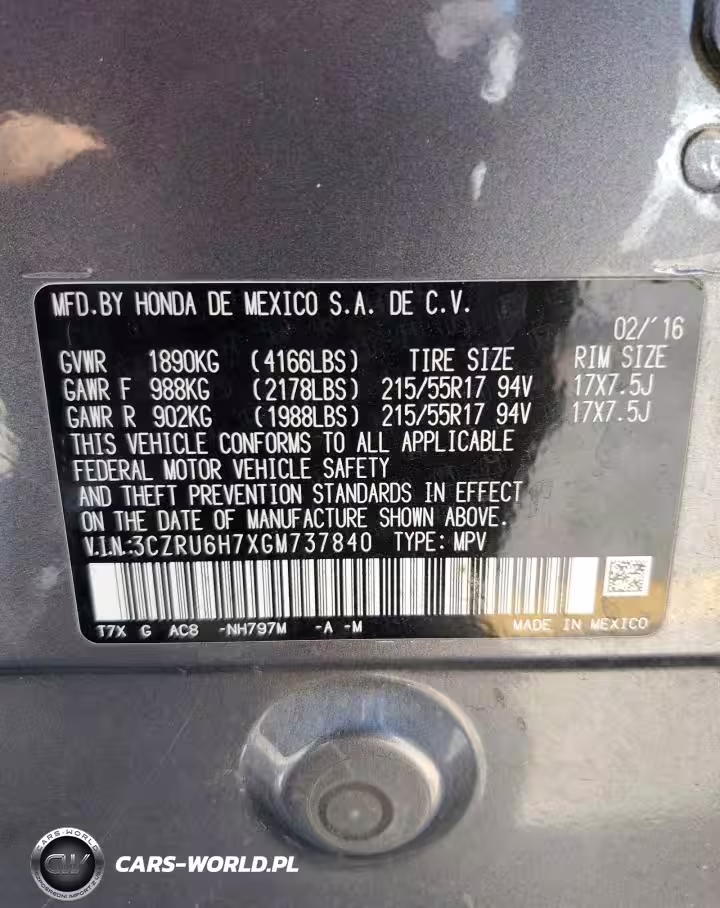 MFD.BY HONDA DE MEXICO S.A. DE C.V.
02/'16
GVWR 1890KG (4166LBS) TIRE SIZE RIM SIZE
GAWR F 988KG (2178LBS) 215/55R17 94V 17X7.5J
GAWR R 902KG (1988LBS) 215/55R17 94V 17X7.5J
THIS VEHICLE CONFORMS TO ALL APPLICABLE
FEDERAL MOTOR VEHICLE SAFETY
AND THEFT PREVENTION STANDARDS IN EFFECT
ON THE DATE OF MANUFACTURE SHOWN ABOVE.
V.I.N:3CZRU6H7XGM737840 TYPE: MPV
T7X G AC8 -NH797M -A -M MADE IN MEXICO
CARS-WORLD.PL
CARS-WORLD
CW